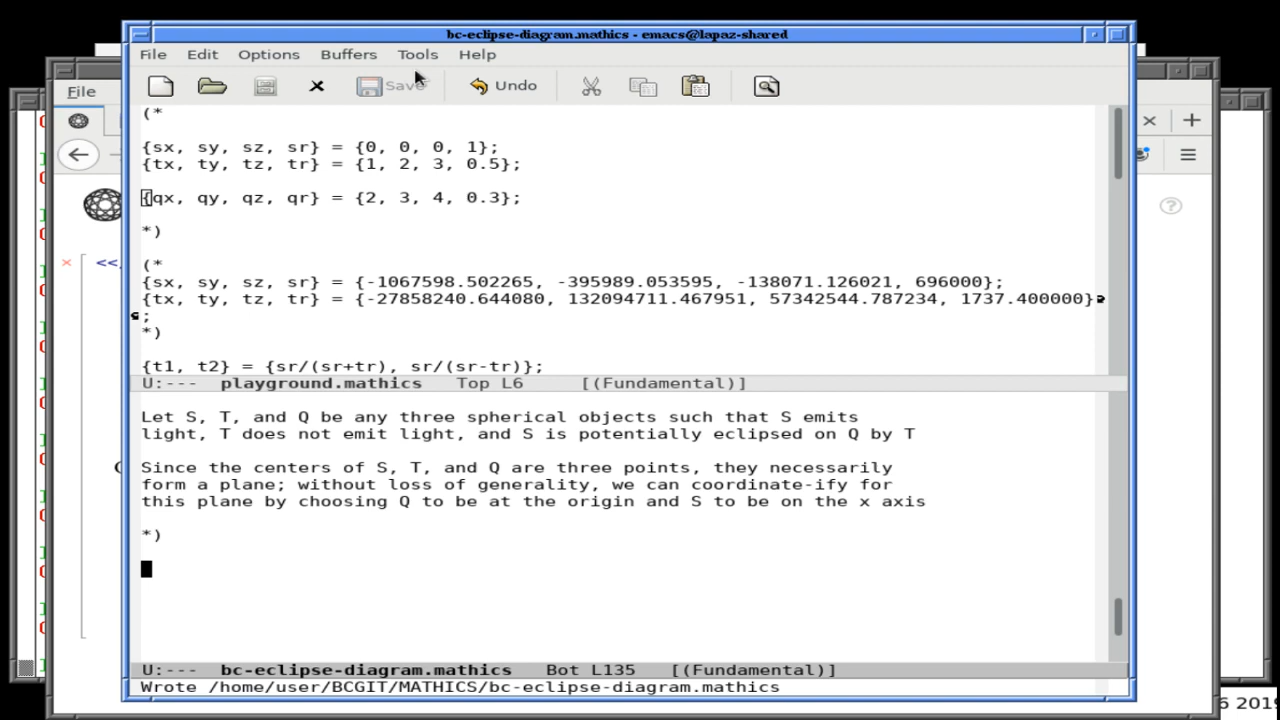 bc-eclipse-diagram.mathics - emacs@lapaz-shared
File Edit Options Buffers Tools Help
Save Undo
File
(*
{sx, sy, sz, sr} = {0, 0, 0, 1};
{tx, ty, tz, tr} = {1, 2, 3, 0.5};
{qx, qy, qz, qr} = {2, 3, 4, 0.3};
*)
<<
(*
{sx, sy, sz, sr} = {-1067598.502265, -395989.053595, -138071.126021, 696000};
{tx, ty, tz, tr} = {-27858240.644080, 132094711.467951, 57342544.787234, 1737.400000}
;
*)
{t1, t2} = {sr/(sr+tr), sr/(sr-tr)};
U:--- playground.mathics Top L6 [(Fundamental)]
Let S, T, and Q be any three spherical objects such that S emits
light, T does not emit light, and S is potentially eclipsed on Q by T
Since the centers of S, T, and Q are three points, they necessarily
form a plane; without loss of generality, we can coordinate-ify for
this plane by choosing Q to be at the origin and S to be on the x axis
*)
U:--- bc-eclipse-diagram.mathics Bot L135 [(Fundamental)]
Wrote /home/user/BCGIT/MATHICS/bc-eclipse-diagram.mathics